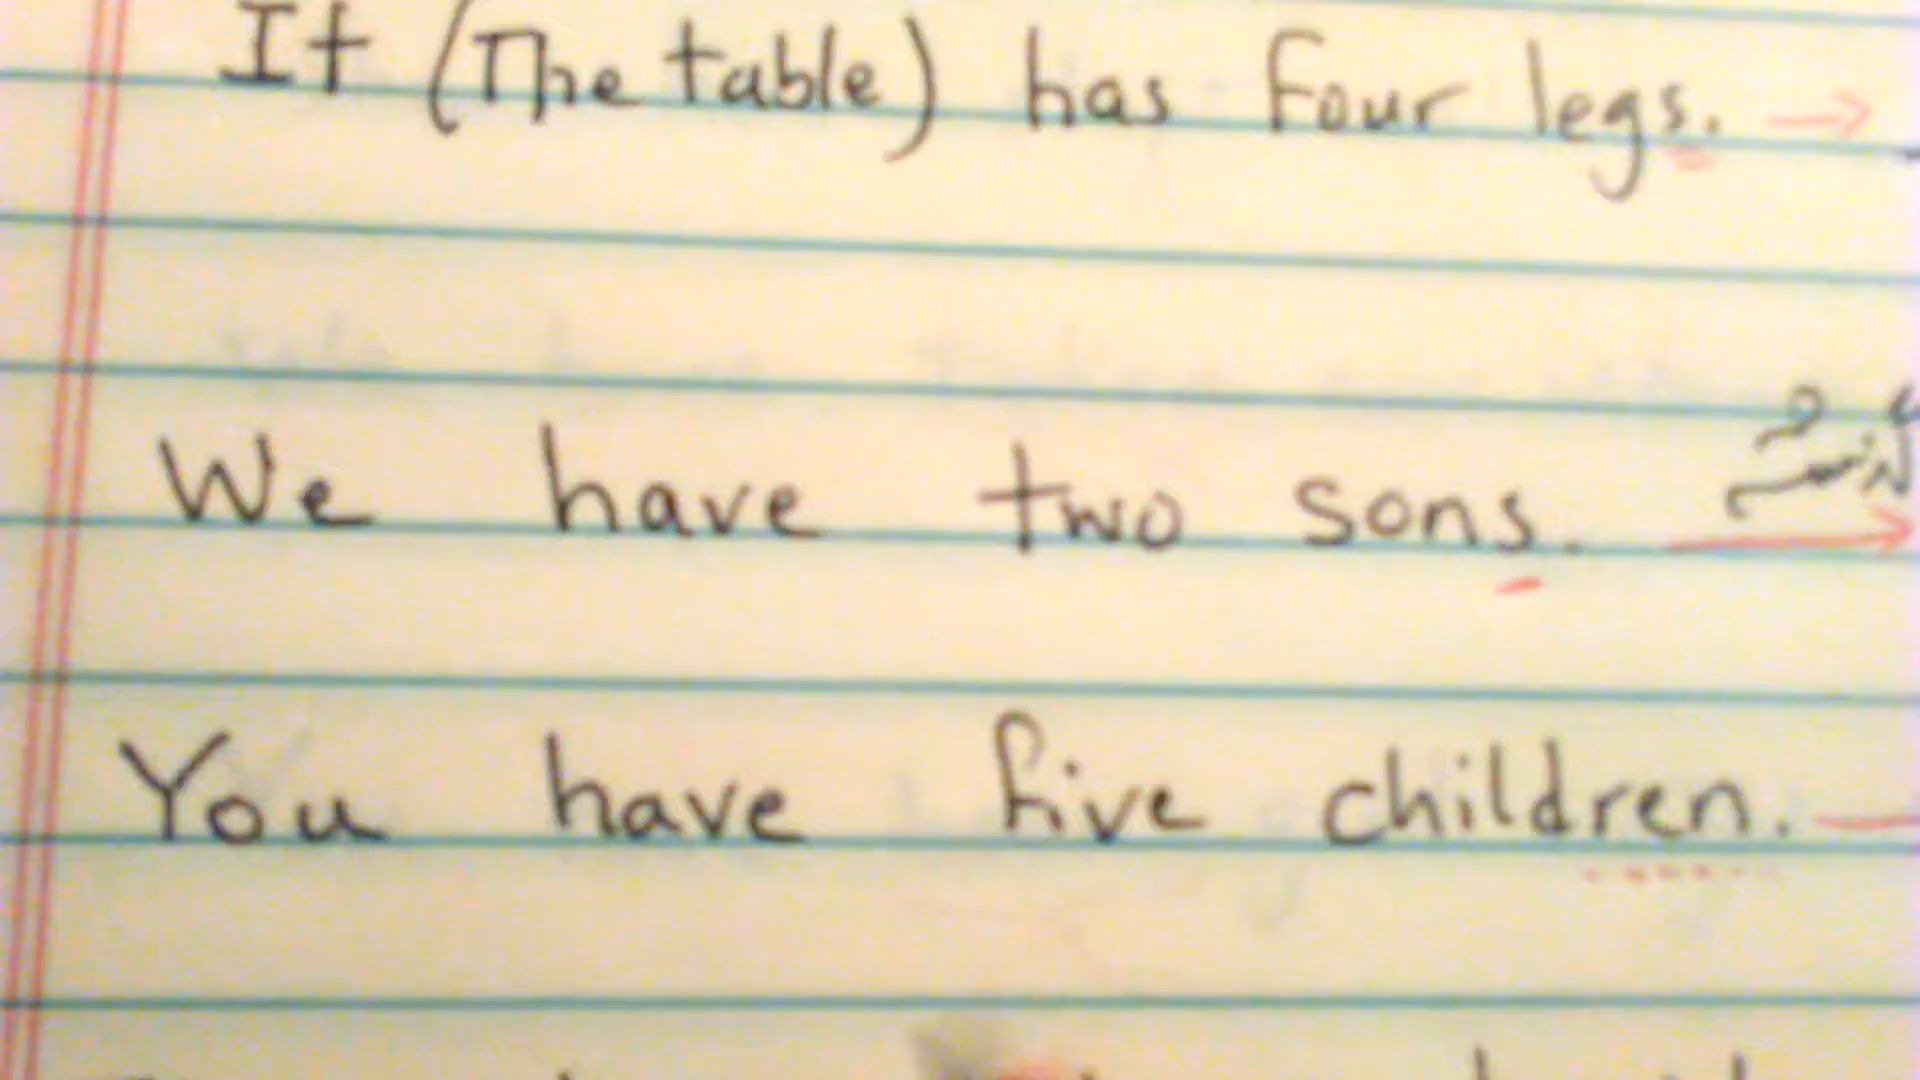 It (The table) has four legs. →
We have two sons. →
You have five children.